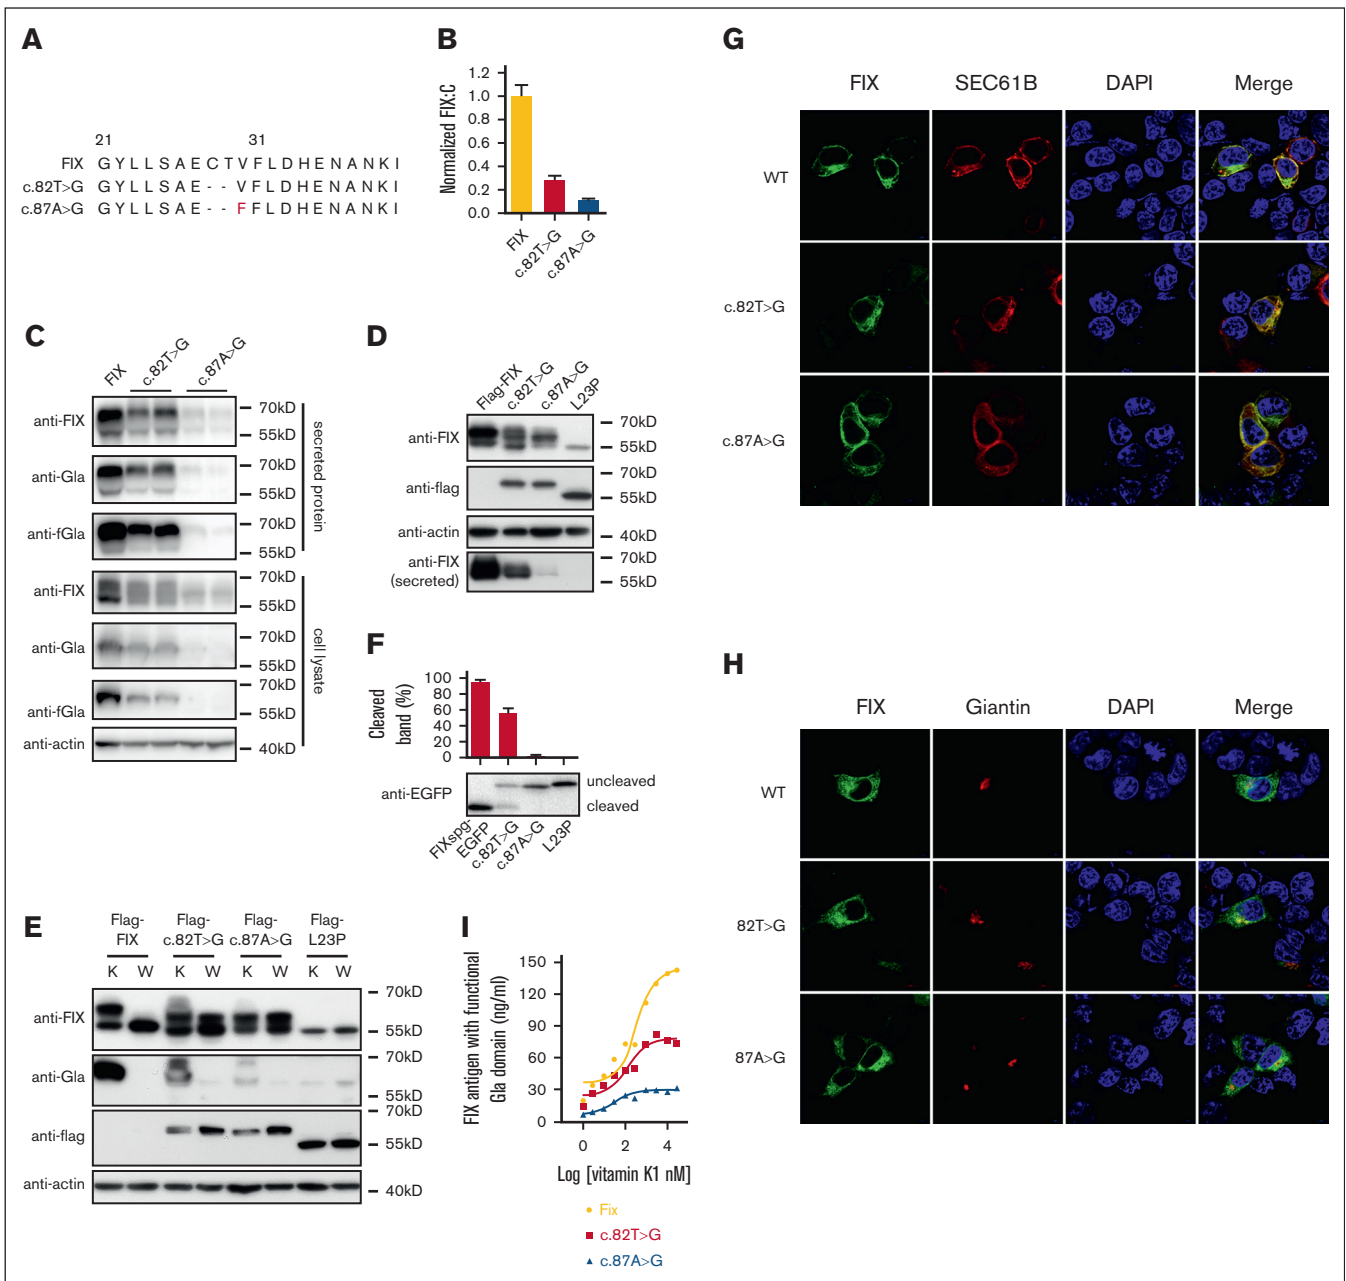 A
21 31
FIX GYLLSAECTVFLDHENANKI
c.82T>G GYLLSAE--VFLDHENANKI
c.87A>G GYLLSAE--FFLDHENANKI
B
Normalized FIX:C
1.2
1.0
0.8
0.6
0.4
0.2
0.0
FIX
c.82T>G
c.87A>G
C
FIX c.82T>G c.87A>G
anti-FIX 70kD
55kD
anti-Gla 70kD
55kD
anti-fGla 70kD
55kD
secreted protein
anti-FIX 70kD
55kD
anti-Gla 70kD
55kD
anti-fGla 70kD
55kD
anti-actin 40kD
cell lysate
D
Flag-FIX c.82T>G c.87A>G L23P
anti-FIX 70kD
55kD
anti-flag 70kD
55kD
anti-actin 40kD
anti-FIX (secreted) 70kD
55kD
F
Cleaved band (%)
100
80
60
40
20
0
anti-EGFP
uncleaved
cleaved
FIXspg-EGFP
c.82T>G
c.87A>G
L23P
E
Flag-FIX Flag-c.82T>G Flag-c.87A>G Flag-L23P
K W K W K W K W
anti-FIX 70kD
55kD
anti-Gla 70kD
55kD
anti-flag 70kD
55kD
anti-actin 40kD
I
FIX antigen with functional Gla domain (ng/ml)
150
120
90
60
30
0
0 2 4
Log [vitamin K1 nM]
Fix
c.82T>G
c.87A>G
G
FIX SEC61B DAPI Merge
WT
c.82T>G
c.87A>G
H
FIX Giantin DAPI Merge
WT
82T>G
87A>G